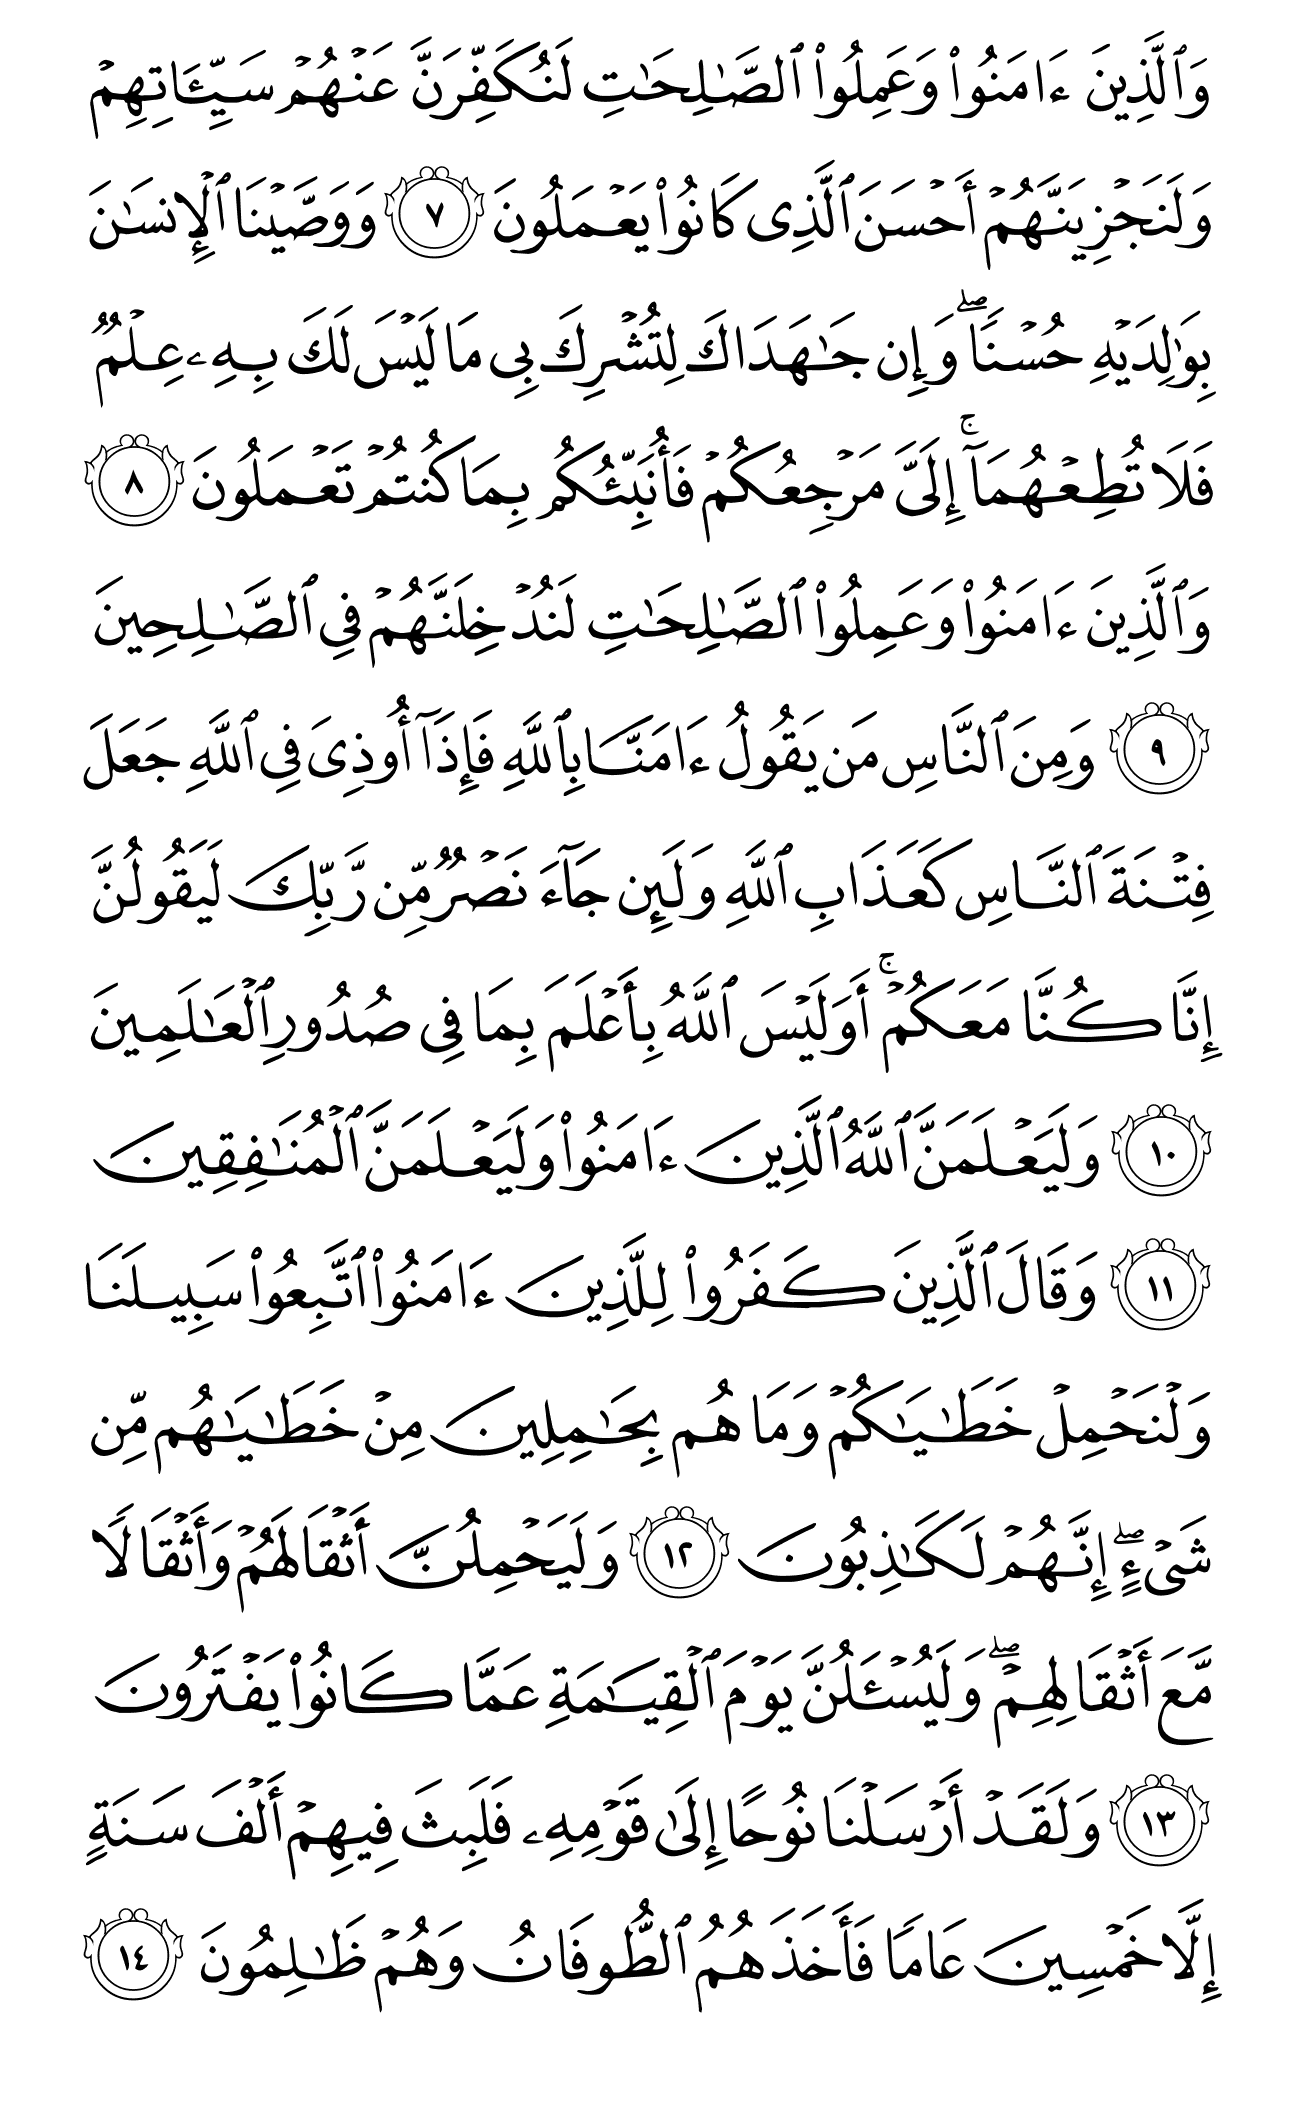 وَٱلَّذِينَ ءَامَنُوا۟ وَعَمِلُوا۟ ٱلصَّـٰلِحَـٰتِ لَنُكَفِّرَنَّ عَنْهُمْ سَيِّـَٔاتِهِمْ
وَلَنَجْزِيَنَّهُمْ أَحْسَنَ ٱلَّذِى كَانُوا۟ يَعْمَلُونَ ٧ وَوَصَّيْنَا ٱلْإِنسَـٰنَ
بِوَٰلِدَيْهِ حُسْنًا ۖ وَإِن جَـٰهَدَاكَ لِتُشْرِكَ بِى مَا لَيْسَ لَكَ بِهِۦ عِلْمٌ
فَلَا تُطِعْهُمَآ ۚ إِلَىَّ مَرْجِعُكُمْ فَأُنَبِّئُكُم بِمَا كُنتُمْ تَعْمَلُونَ ٨
وَٱلَّذِينَ ءَامَنُوا۟ وَعَمِلُوا۟ ٱلصَّـٰلِحَـٰتِ لَنُدْخِلَنَّهُمْ فِى ٱلصَّـٰلِحِينَ
٩ وَمِنَ ٱلنَّاسِ مَن يَقُولُ ءَامَنَّا بِٱللَّهِ فَإِذَآ أُوذِىَ فِى ٱللَّهِ جَعَلَ
فِتْنَةَ ٱلنَّاسِ كَعَذَابِ ٱللَّهِ وَلَئِن جَآءَ نَصْرٌ مِّن رَّبِّكَ لَيَقُولُنَّ
إِنَّا كُنَّا مَعَكُمْ ۚ أَوَلَيْسَ ٱللَّهُ بِأَعْلَمَ بِمَا فِى صُدُورِ ٱلْعَـٰلَمِينَ
١٠ وَلَيَعْلَمَنَّ ٱللَّهُ ٱلَّذِينَ ءَامَنُوا۟ وَلَيَعْلَمَنَّ ٱلْمُنَـٰفِقِينَ
١١ وَقَالَ ٱلَّذِينَ كَفَرُوا۟ لِلَّذِينَ ءَامَنُوا۟ ٱتَّبِعُوا۟ سَبِيلَنَا
وَلْنَحْمِلْ خَطَـٰيَـٰكُمْ وَمَا هُم بِحَـٰمِلِينَ مِنْ خَطَـٰيَـٰهُم مِّن
شَىْءٍ ۖ إِنَّهُمْ لَكَـٰذِبُونَ ١٢ وَلَيَحْمِلُنَّ أَثْقَالَهُمْ وَأَثْقَالًا
مَّعَ أَثْقَالِهِمْ ۖ وَلَيُسْـَٔلُنَّ يَوْمَ ٱلْقِيَـٰمَةِ عَمَّا كَانُوا۟ يَفْتَرُونَ
١٣ وَلَقَدْ أَرْسَلْنَا نُوحًا إِلَىٰ قَوْمِهِۦ فَلَبِثَ فِيهِمْ أَلْفَ سَنَةٍ
إِلَّا خَمْسِينَ عَامًا فَأَخَذَهُمُ ٱلطُّوفَانُ وَهُمْ ظَـٰلِمُونَ ١٤